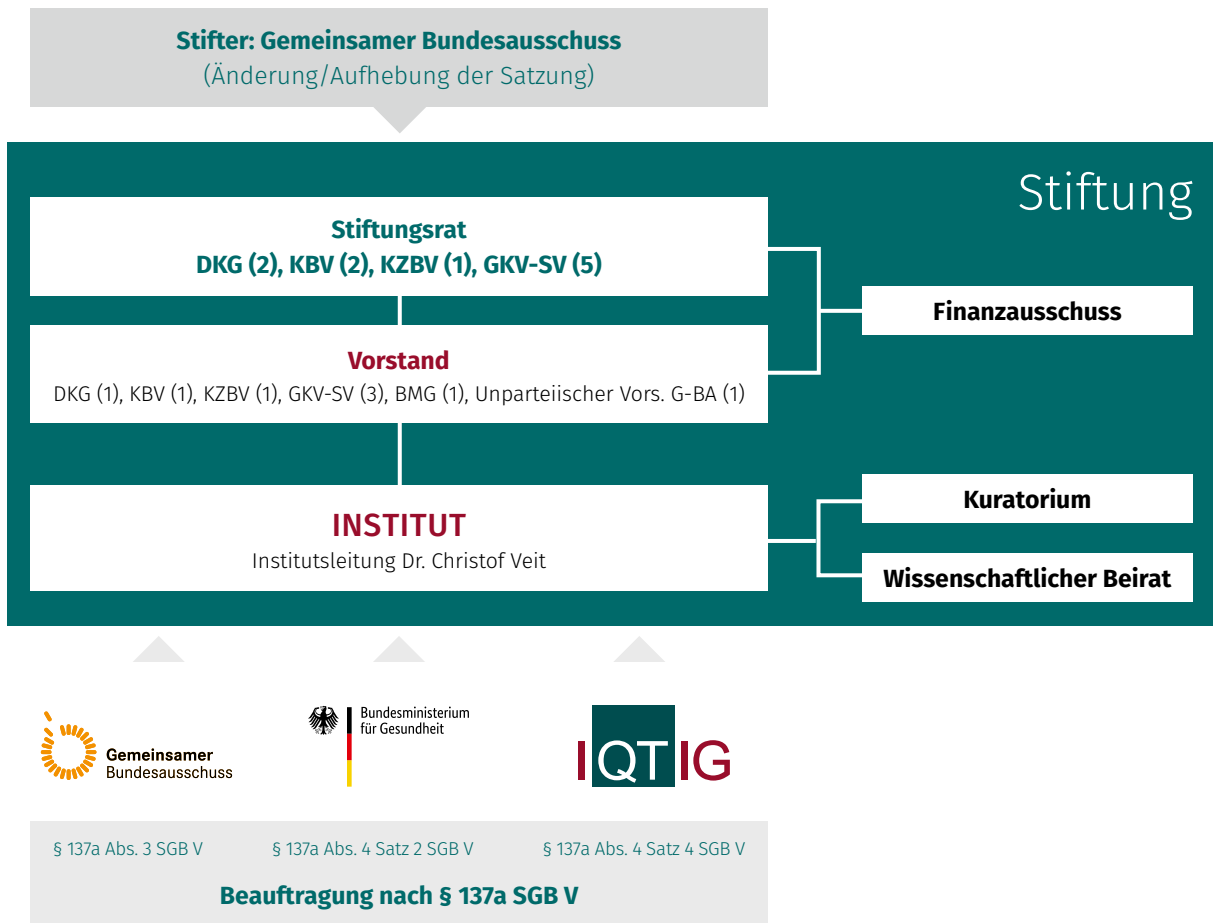 Stifter: Gemeinsamer Bundesausschuss
(Änderung/Aufhebung der Satzung)
Stiftung
Stiftungsrat
DKG (2), KBV (2), KZBV (1), GKV-SV (5)
Finanzausschuss
Vorstand
DKG (1), KBV (1), KZBV (1), GKV-SV (3), BMG (1), Unparteiischer Vors. G-BA (1)
INSTITUT
Institutsleitung Dr. Christof Veit
Kuratorium
Wissenschaftlicher Beirat
Gemeinsamer
Bundesausschuss
Bundesministerium
für Gesundheit
IQTIG
§ 137a Abs. 3 SGB V
§ 137a Abs. 4 Satz 2 SGB V
§ 137a Abs. 4 Satz 4 SGB V
Beauftragung nach § 137a SGB V